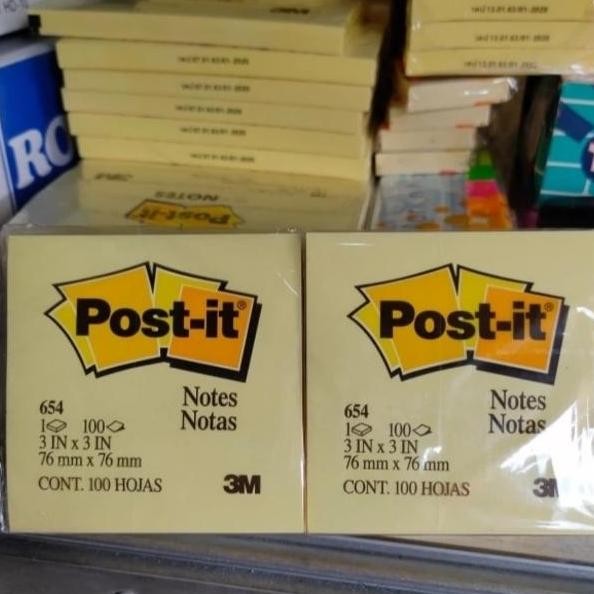 RO
3M
NOTES
Post-it
Post-it®
Notes
Notas
654
1 100
3 IN x 3 IN
76 mm x 76 mm
CONT. 100 HOJAS
3M
Post-it®
Notes
Notas
654
1 100
3 IN x 3 IN
76 mm x 76 mm
CONT. 100 HOJAS